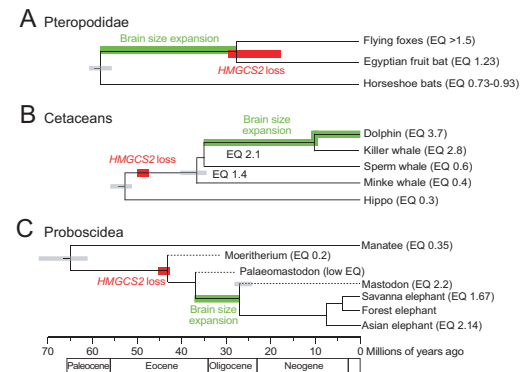 A Pteropodidae
Brain size expansion
Flying foxes (EQ >1.5)
Egyptian fruit bat (EQ 1.23)
HMGCS2 loss
Horseshoe bats (EQ 0.73-0.93)
B Cetaceans
Brain size
expansion
Dolphin (EQ 3.7)
Killer whale (EQ 2.8)
HMGCS2 loss
EQ 2.1
Sperm whale (EQ 0.6)
EQ 1.4
Minke whale (EQ 0.4)
Hippo (EQ 0.3)
C Proboscidea
Manatee (EQ 0.35)
Moeritherium (EQ 0.2)
HMGCS2 loss
Palaeomastodon (low EQ)
Mastodon (EQ 2.2)
Brain size
expansion
Savanna elephant (EQ 1.67)
Forest elephant
Asian elephant (EQ 2.14)
70 60 50 40 30 20 10 0 Millions of years ago
Paleocene Eocene Oligocene Neogene